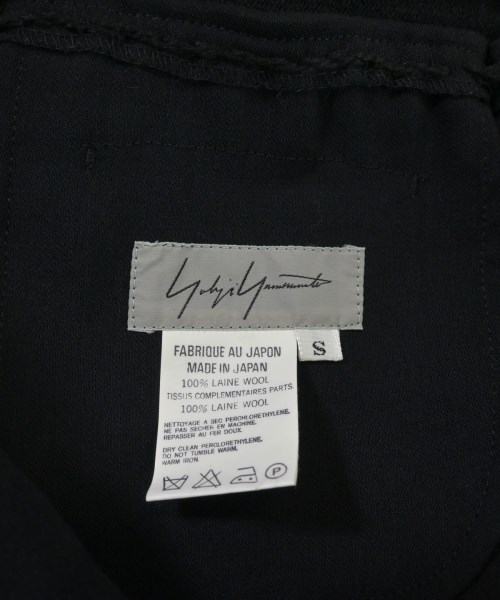 Yohji Yamamoto
S
FABRIQUE AU JAPON
MADE IN JAPAN
100% LAINE WOOL
TISSUS COMPLEMENTAIRES PARTS.
100% LAINE WOOL
NETTOYAGE A SEC PERCHLORETHYLENE.
NE PAS SECHER EN MACHINE.
REPASSER AU FER DOUX.
DRY CLEAN PERCLORETHYLENE.
DO NOT TUMBLE WARM.
WARM IRON.
P